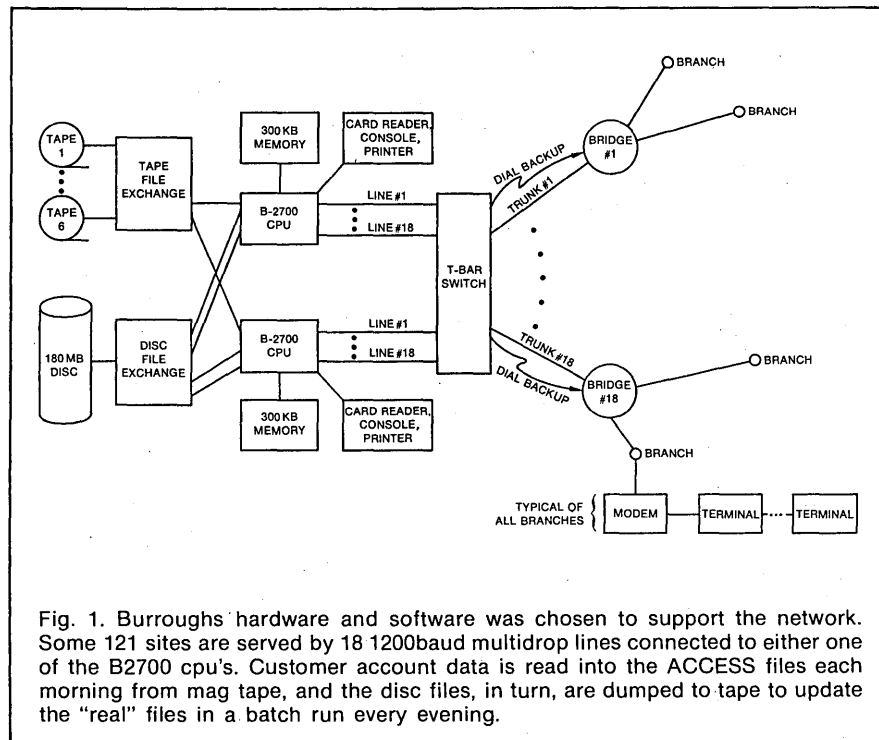 BRANCH
BRANCH
TAPE
1
TAPE
6
TAPE
FILE
EXCHANGE
300 KB
MEMORY
CARD READER,
CONSOLE,
PRINTER
B-2700
CPU
LINE #1
LINE #18
DIAL BACKUP
TRUNK #1
BRIDGE
#1
T-BAR
SWITCH
180 MB
DISC
DISC
FILE
EXCHANGE
B-2700
CPU
LINE #1
LINE #18
300 KB
MEMORY
CARD READER,
CONSOLE,
PRINTER
TRUNK #18
DIAL BACKUP
BRIDGE
#18
BRANCH
BRANCH
TYPICAL OF
ALL BRANCHES
MODEM
TERMINAL
TERMINAL
Fig. 1. Burroughs hardware and software was chosen to support the network.
Some 121 sites are served by 18 1200baud multidrop lines connected to either one
of the B2700 cpu's. Customer account data is read into the ACCESS files each
morning from mag tape, and the disc files, in turn, are dumped to tape to update
the "real" files in a batch run every evening.